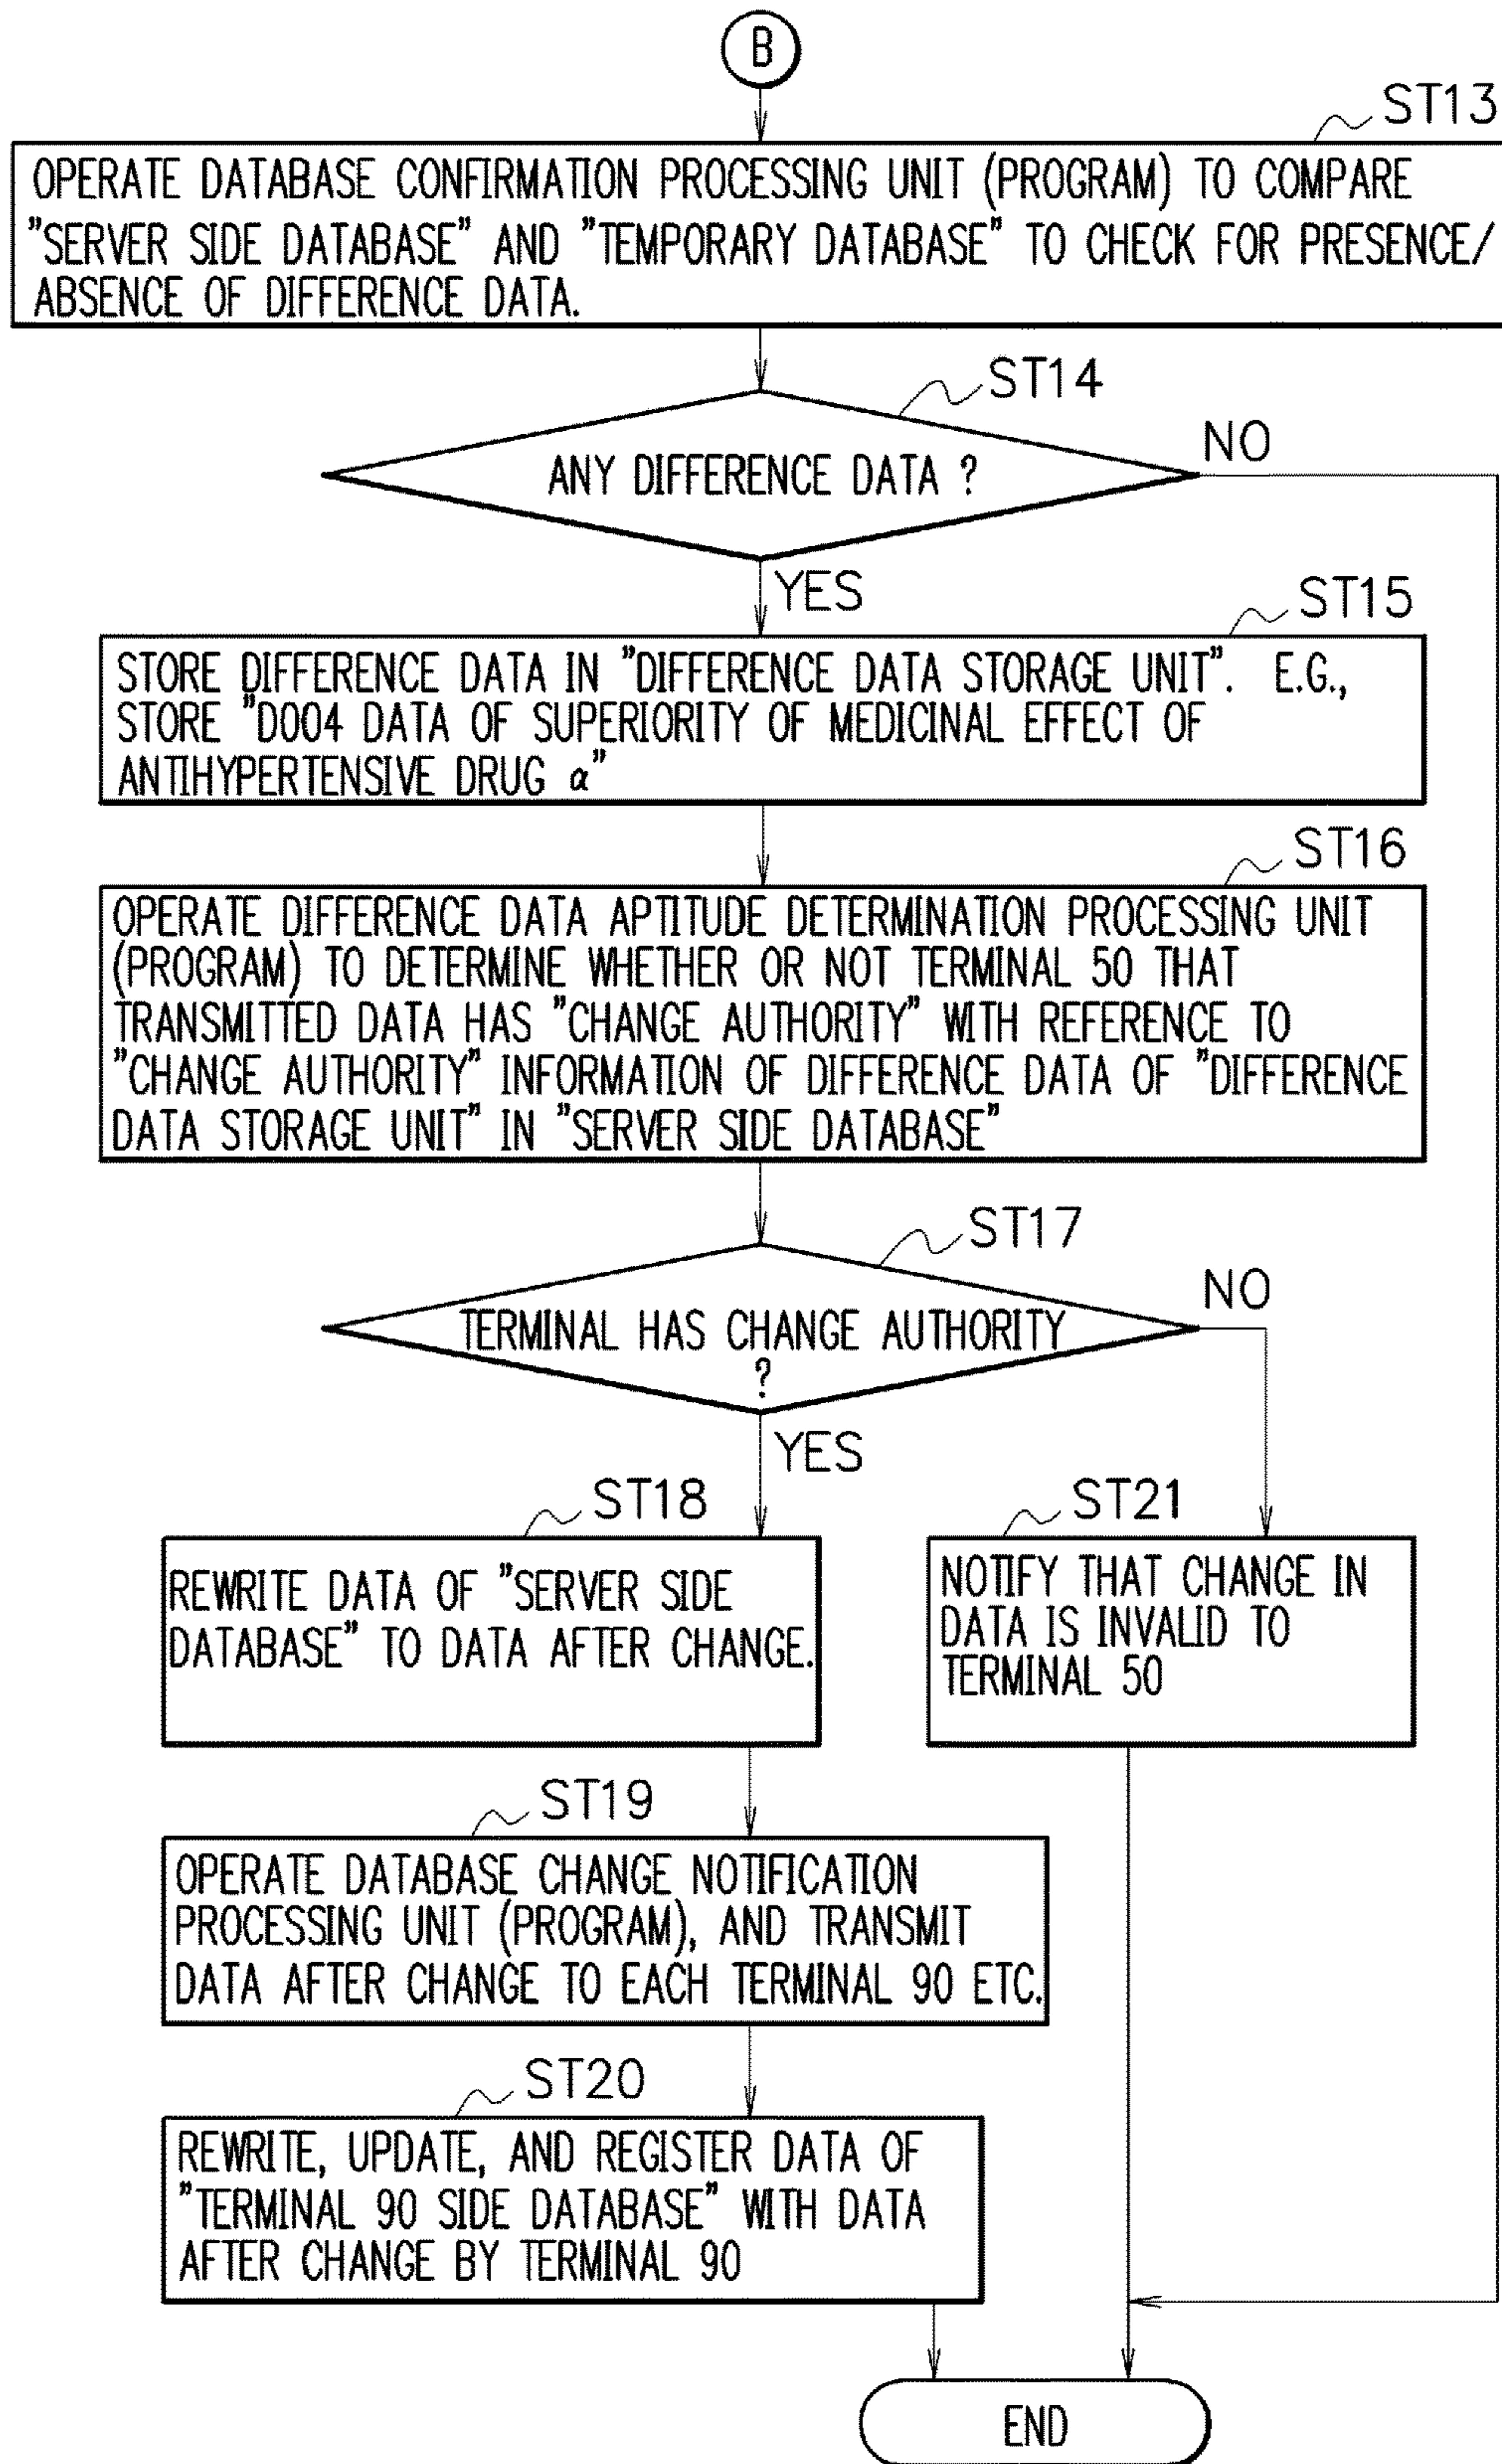 B
ST13
OPERATE DATABASE CONFIRMATION PROCESSING UNIT (PROGRAM) TO COMPARE
"SERVER SIDE DATABASE" AND "TEMPORARY DATABASE" TO CHECK FOR PRESENCE/
ABSENCE OF DIFFERENCE DATA.
ST14
ANY DIFFERENCE DATA ?
NO
YES
ST15
STORE DIFFERENCE DATA IN "DIFFERENCE DATA STORAGE UNIT". E.G.,
STORE "D004 DATA OF SUPERIORITY OF MEDICINAL EFFECT OF
ANTIHYPERTENSIVE DRUG α"
ST16
OPERATE DIFFERENCE DATA APTITUDE DETERMINATION PROCESSING UNIT
(PROGRAM) TO DETERMINE WHETHER OR NOT TERMINAL 50 THAT
TRANSMITTED DATA HAS "CHANGE AUTHORITY" WITH REFERENCE TO
"CHANGE AUTHORITY" INFORMATION OF DIFFERENCE DATA OF "DIFFERENCE
DATA STORAGE UNIT" IN "SERVER SIDE DATABASE"
ST17
TERMINAL HAS CHANGE AUTHORITY
?
NO
YES
ST18
REWRITE DATA OF "SERVER SIDE
DATABASE" TO DATA AFTER CHANGE.
ST21
NOTIFY THAT CHANGE IN
DATA IS INVALID TO
TERMINAL 50
ST19
OPERATE DATABASE CHANGE NOTIFICATION
PROCESSING UNIT (PROGRAM), AND TRANSMIT
DATA AFTER CHANGE TO EACH TERMINAL 90 ETC.
ST20
REWRITE, UPDATE, AND REGISTER DATA OF
"TERMINAL 90 SIDE DATABASE" WITH DATA
AFTER CHANGE BY TERMINAL 90
END